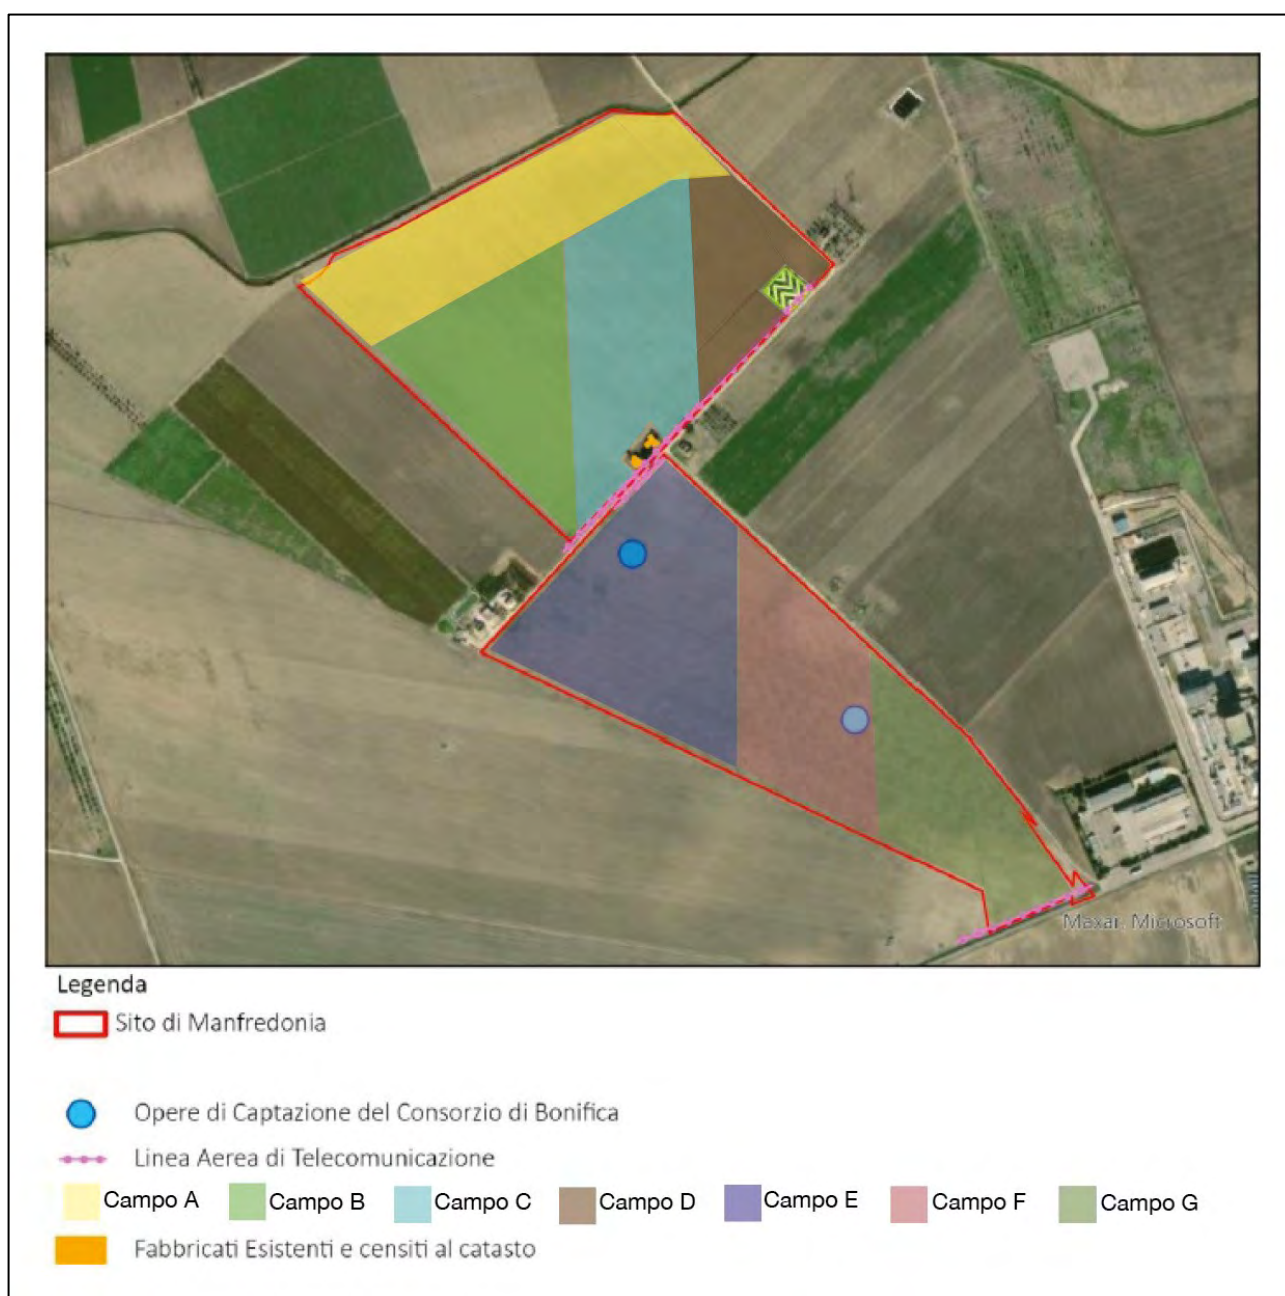 Maxar, Microsoft
Legenda
Sito di Manfredonia
Opere di Captazione del Consorzio di Bonifica
Linea Aerea di Telecomunicazione
Campo A Campo B Campo C Campo D Campo E Campo F Campo G
Fabbricati Esistenti e censiti al catasto